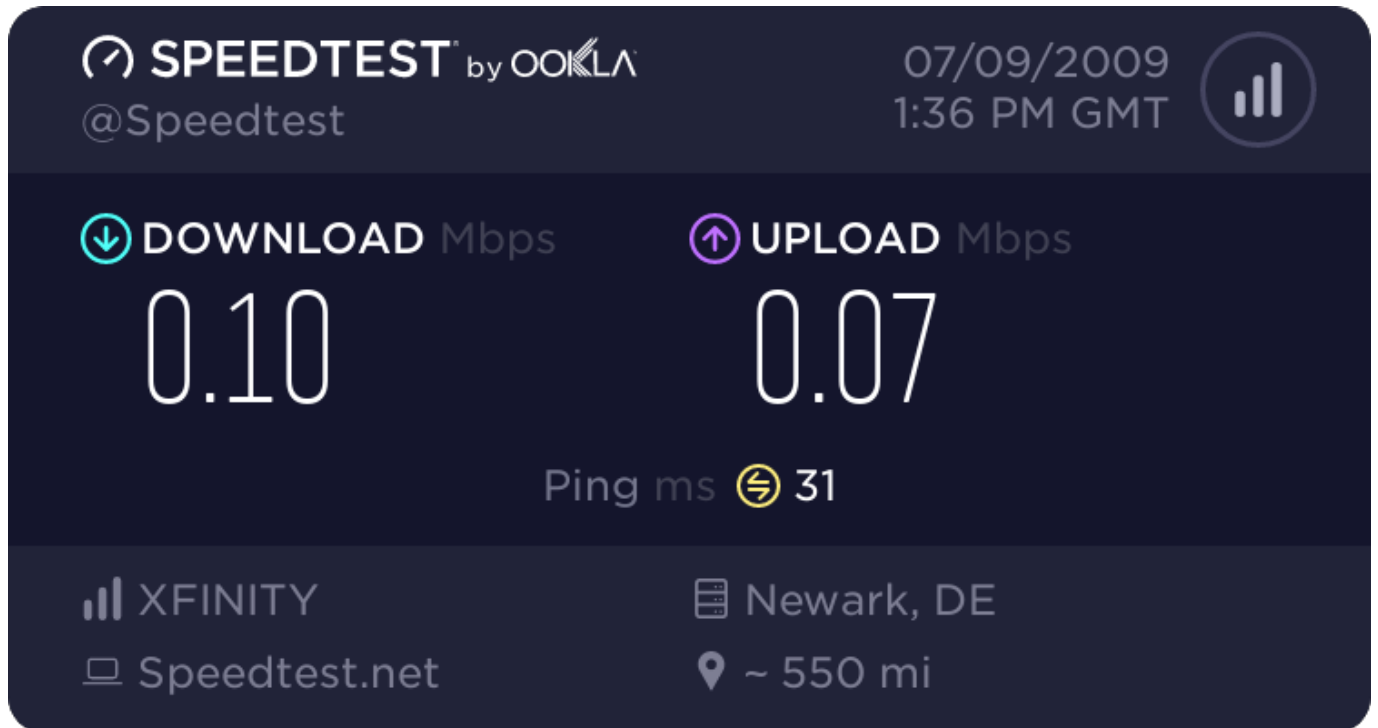 SPEEDTEST by OOKLA
@Speedtest
07/09/2009
1:36 PM GMT
DOWNLOAD Mbps
0.10
UPLOAD Mbps
0.07
Ping ms 31
XFINITY
Newark, DE
Speedtest.net
~ 550 mi